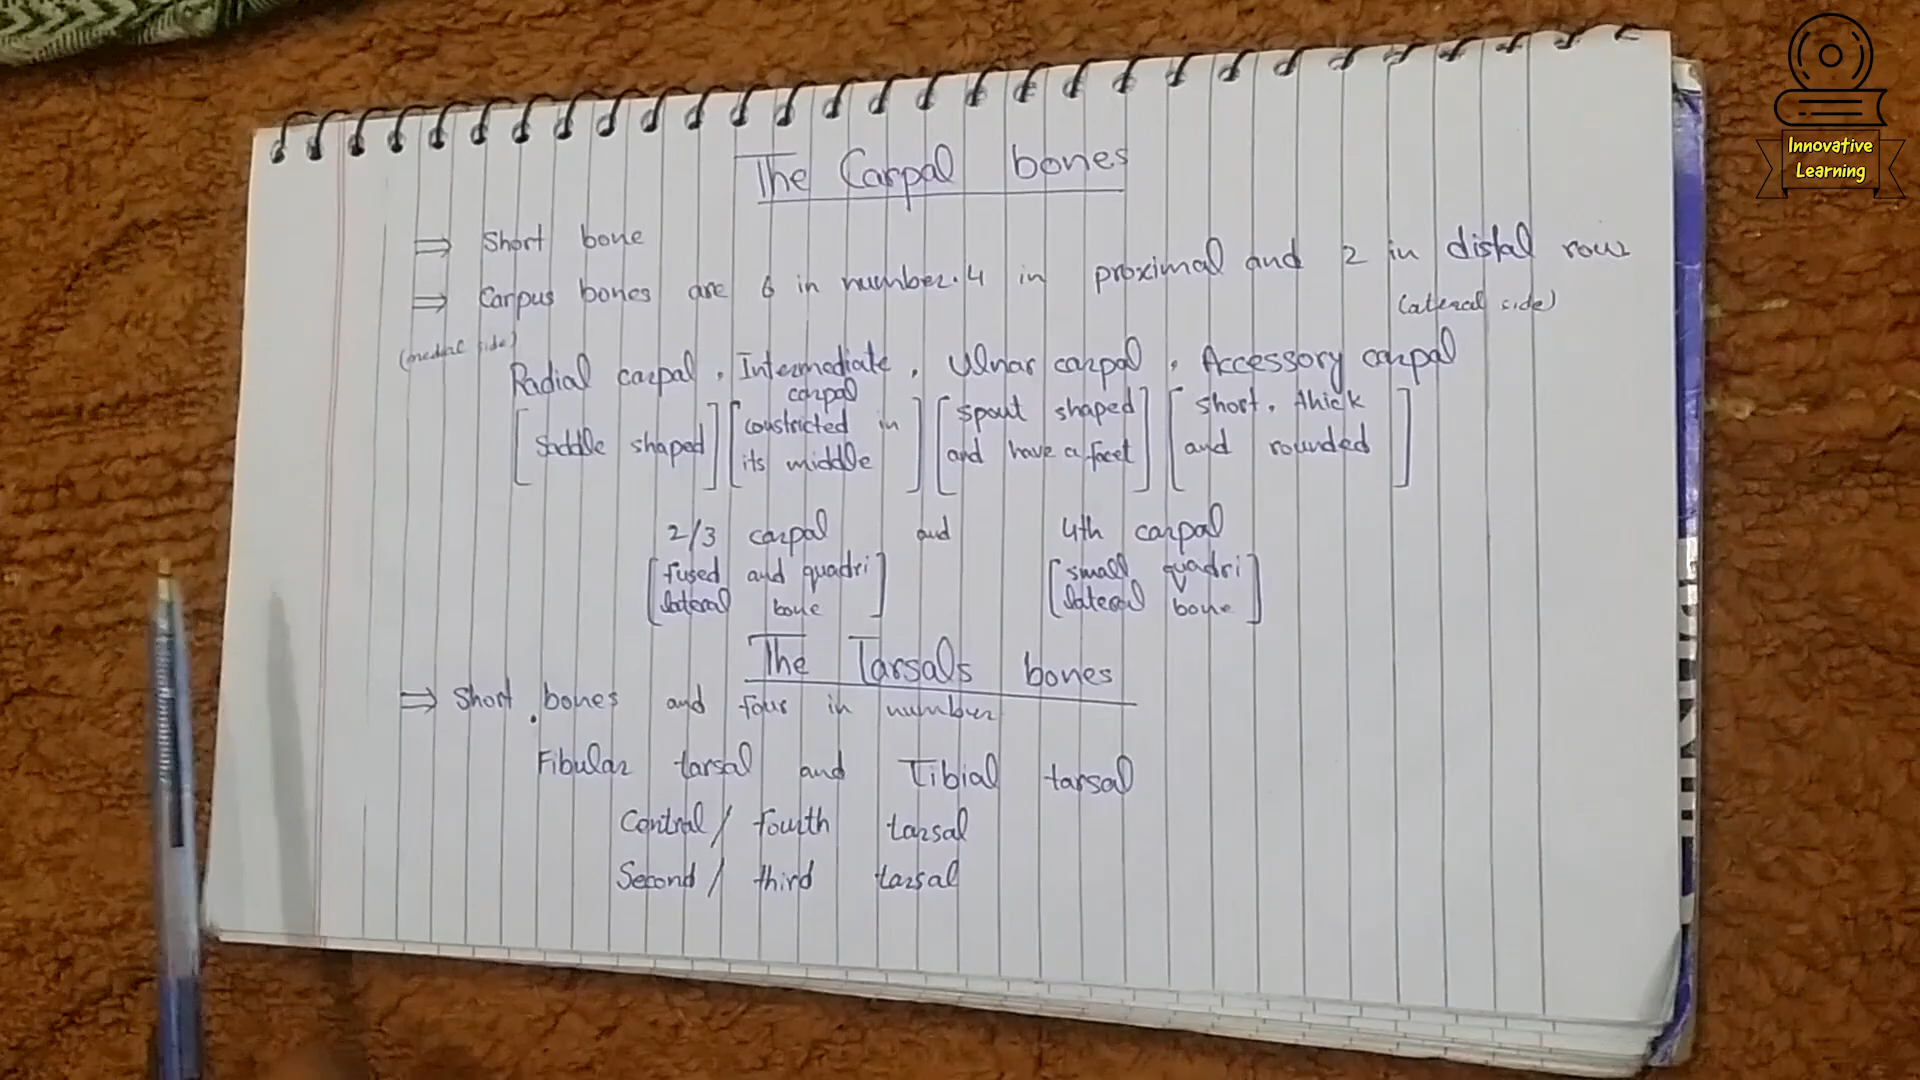 The Carpal bones
⇒ Short bone
⇒ Carpus bones are 6 in number. 4 in proximal and 2 in distal row
(medial side) (lateral side)
Radial carpal, Intermediate carpal, Ulnar carpal, Accessory carpal
[Saddle shaped] [constricted in its middle] [spout shaped and have a facet] [short, thick and rounded]
2/3 carpal and 4th carpal
[fused and quadri lateral bone] [small quadri lateral bone]
The Tarsals bones
⇒ Short bones and four in number
Fibular tarsal and Tibial tarsal
Central/ fourth tarsal
Second/ third tarsal
Innovative
Learning